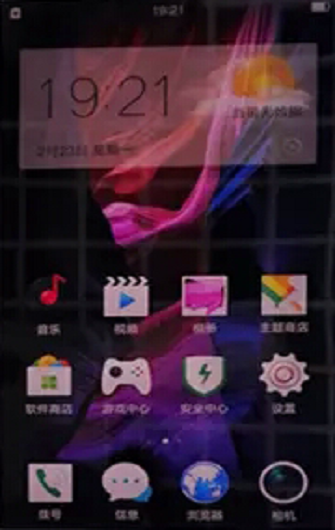 19:21
19:21
2月23日 星期一
音乐 视频 相册 主题商店
软件商店 游戏中心 安全中心 设置
拨号 信息 浏览器 相机